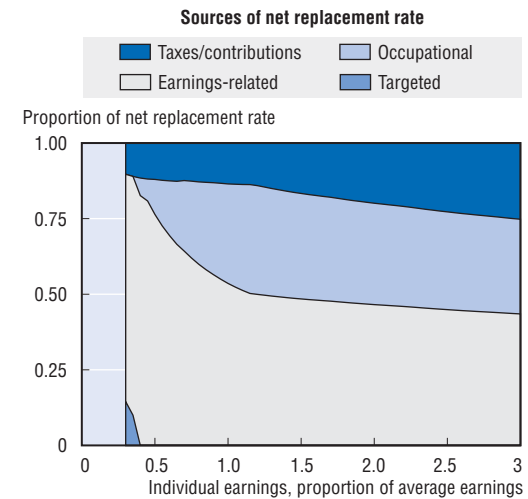 Sources of net replacement rate
Taxes/contributions Occupational
Earnings-related Targeted
Proportion of net replacement rate
1.00
0.75
0.50
0.25
0
0 0.5 1.0 1.5 2.0 2.5 3
Individual earnings, proportion of average earnings